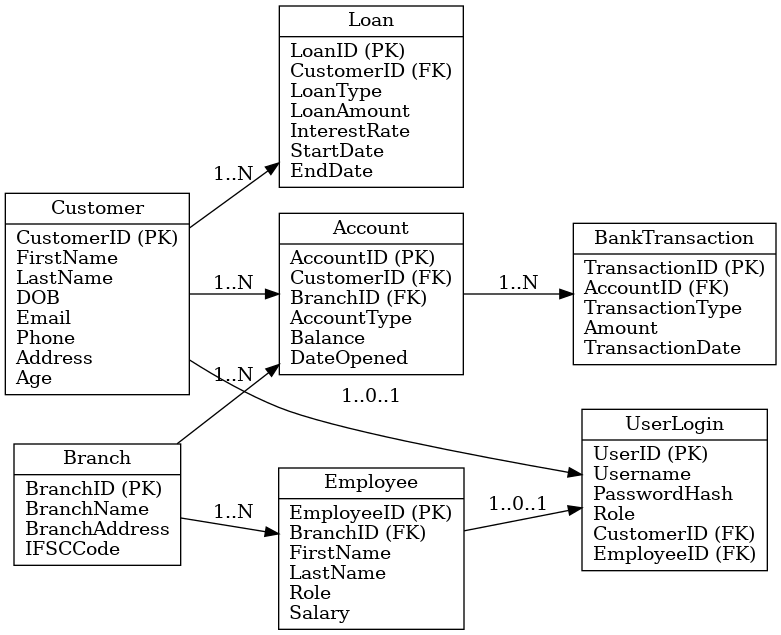 Loan
LoanID (PK)
CustomerID (FK)
LoanType
LoanAmount
InterestRate
StartDate
EndDate
1..N
Customer
CustomerID (PK)
FirstName
LastName
DOB
Email
Phone
Address
Age
1..N
Account
AccountID (PK)
CustomerID (FK)
BranchID (FK)
AccountType
Balance
DateOpened
1..N
BankTransaction
TransactionID (PK)
AccountID (FK)
TransactionType
Amount
TransactionDate
1..N
1..0..1
Branch
BranchID (PK)
BranchName
BranchAddress
IFSCCode
1..N
Employee
EmployeeID (PK)
BranchID (FK)
FirstName
LastName
Role
Salary
1..0..1
UserLogin
UserID (PK)
Username
PasswordHash
Role
CustomerID (FK)
EmployeeID (FK)